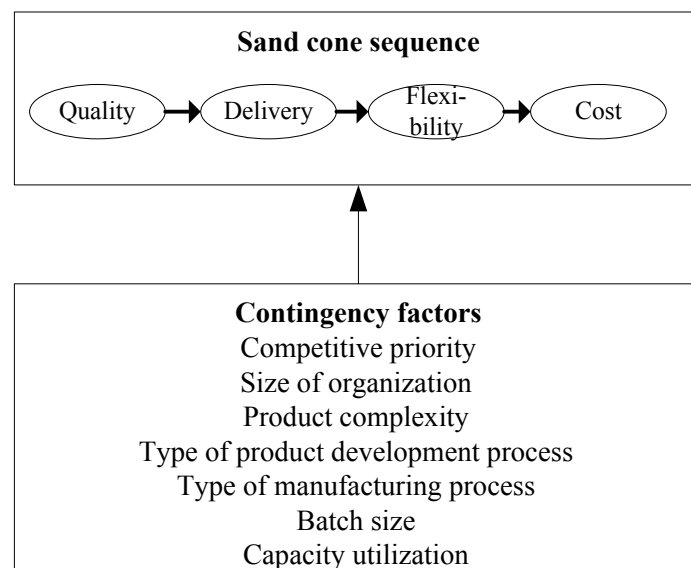 Sand cone sequence
Quality
Delivery
Flexi-
bility
Cost
Contingency factors
Competitive priority
Size of organization
Product complexity
Type of product development process
Type of manufacturing process
Batch size
Capacity utilization